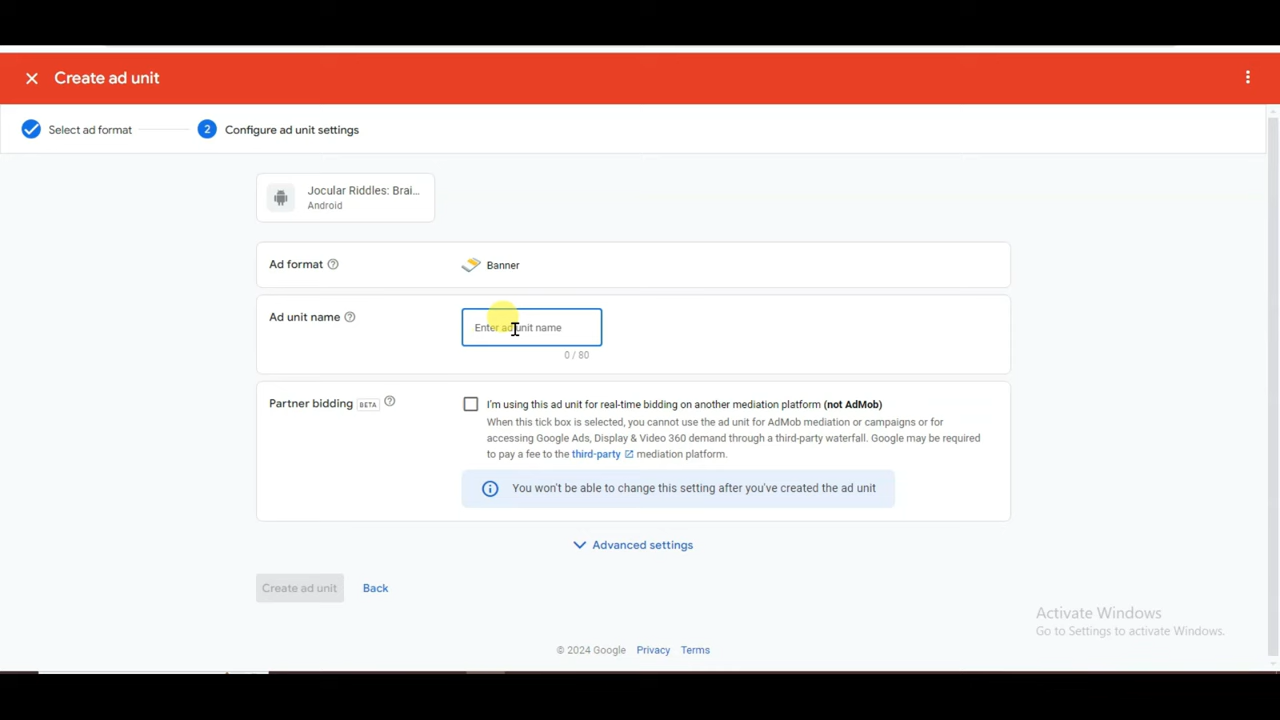 Create ad unit
Select ad format
2 Configure ad unit settings
Jocular Riddles: Brai...
Android
Ad format
Banner
Ad unit name
Enter ad unit name
0 / 80
Partner bidding BETA
I'm using this ad unit for real-time bidding on another mediation platform (not AdMob)
When this tick box is selected, you cannot use the ad unit for AdMob mediation or campaigns or for
accessing Google Ads, Display & Video 360 demand through a third-party waterfall. Google may be required
to pay a fee to the third-party mediation platform.
You won't be able to change this setting after you've created the ad unit
Advanced settings
Create ad unit Back
Activate Windows
Go to Settings to activate Windows.
© 2024 Google Privacy Terms